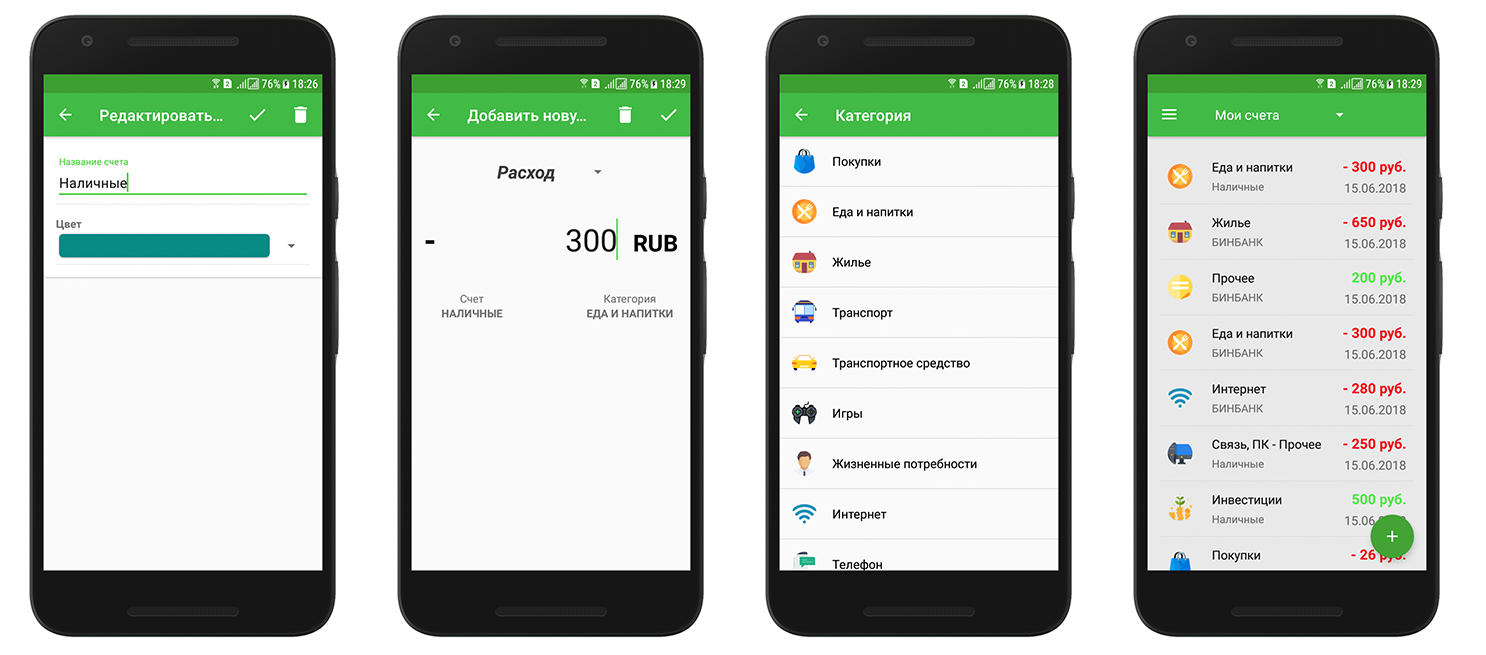 76% 18:26
Редактировать...
Название счета
Наличные
Цвет
76% 18:29
Добавить нову...
Расход
- 300 RUB
Счет Категория
НАЛИЧНЫЕ ЕДА И НАПИТКИ
76% 18:28
Категория
Покупки
Еда и напитки
Жилье
Транспорт
Транспортное средство
Игры
Жизненные потребности
Интернет
Телефон
76% 18:29
Мои счета
Еда и напитки - 300 руб.
Наличные 15.06.2018
Жилье - 650 руб.
БИНБАНК 15.06.2018
Прочее 200 руб.
БИНБАНК 15.06.2018
Еда и напитки - 300 руб.
БИНБАНК 15.06.2018
Интернет - 280 руб.
БИНБАНК 15.06.2018
Связь, ПК - Прочее - 250 руб.
Наличные 15.06.2018
Инвестиции 500 руб.
Наличные 15.06
Покупки - 26 руб.